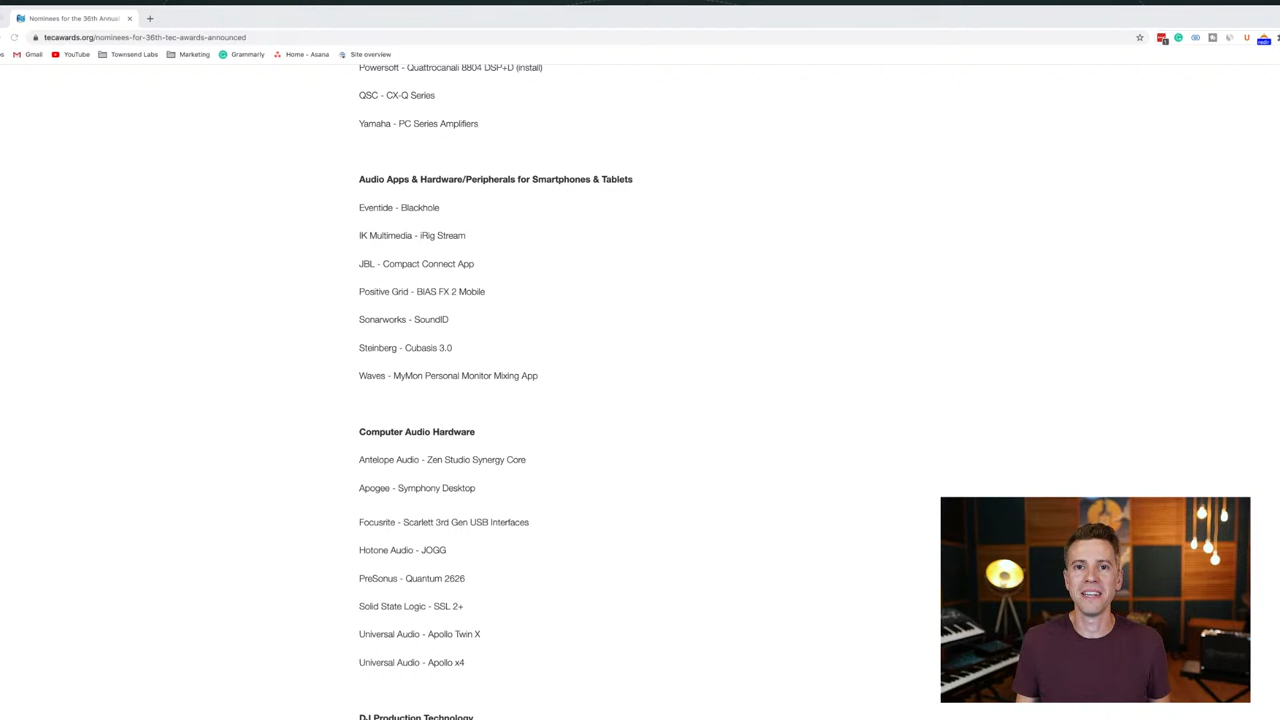 Nominees for the 36th Annual
tecawards.org/nominees-for-36th-tec-awards-announced
Gmail
YouTube
Townsend Labs
Marketing
Grammarly
Home - Asana
Site overview
Powersoft - Quattrocanali 8804 DSP+D (install)
QSC - CX-Q Series
Yamaha - PC Series Amplifiers
Audio Apps & Hardware/Peripherals for Smartphones & Tablets
Eventide - Blackhole
IK Multimedia - iRig Stream
JBL - Compact Connect App
Positive Grid - BIAS FX 2 Mobile
Sonarworks - SoundID
Steinberg - Cubasis 3.0
Waves - MyMon Personal Monitor Mixing App
Computer Audio Hardware
Antelope Audio - Zen Studio Synergy Core
Apogee - Symphony Desktop
Focusrite - Scarlett 3rd Gen USB Interfaces
Hotone Audio - JOGG
PreSonus - Quantum 2626
Solid State Logic - SSL 2+
Universal Audio - Apollo Twin X
Universal Audio - Apollo x4
DJ Production Technology